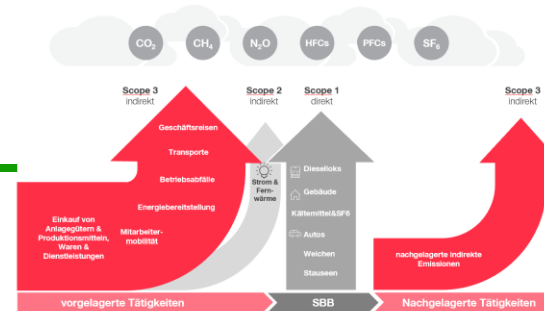 CO₂ CH₄ N₂O HFCs PFCs SF₆
Scope 3
indirekt
Scope 2
indirekt
Scope 1
direkt
Scope 3
indirekt
Geschäftsreisen
Transporte
Betriebsabfälle
Energiebereitstellung
Mitarbeiter-
mobilität
Einkauf von
Anlagegütern &
Produktionsmitteln,
Waren &
Dienstleistungen
Strom &
Fern-
wärme
Dieselloks
Gebäude
Kältemittel&SF6
Autos
Weichen
Stauseen
nachgelagerte indirekte
Emissionen
vorgelagerte Tätigkeiten
SBB
Nachgelagerte Tätigkeiten